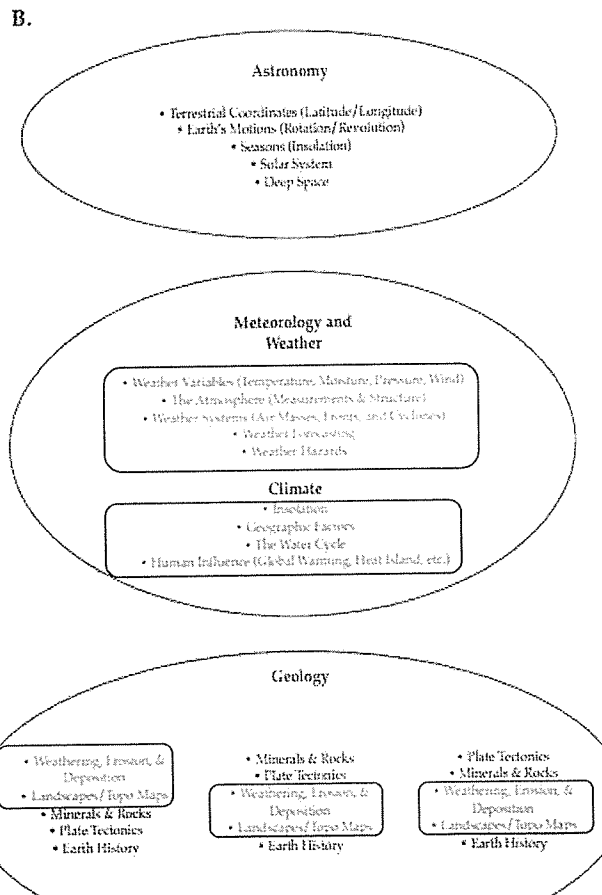 B.
Astronomy
• Terrestrial Coordinates (Latitude/Longitude)
• Earth's Motions (Rotation/Revolution)
• Seasons (Insolation)
• Solar System
• Deep Space
Meteorology and
Weather
• Weather Variables (Temperature, Moisture, Pressure, Wind)
• The Atmosphere (Measurements & Structure)
• Weather Systems (Air Masses, Fronts, and Cyclones)
• Weather Forecasting
• Weather Hazards
Climate
• Insolation
• Geographic Factors
• The Water Cycle
• Human Influence (Global Warming, Heat Island, etc.)
Geology
• Weathering, Erosion, &
Deposition
• Landscapes/Topo Maps
• Minerals & Rocks
• Plate Tectonics
• Earth History
• Minerals & Rocks
• Plate Tectonics
• Weathering, Erosion, &
Deposition
• Landscapes/Topo Maps
• Earth History
• Plate Tectonics
• Minerals & Rocks
• Weathering, Erosion, &
Deposition
• Landscapes/Topo Maps
• Earth History